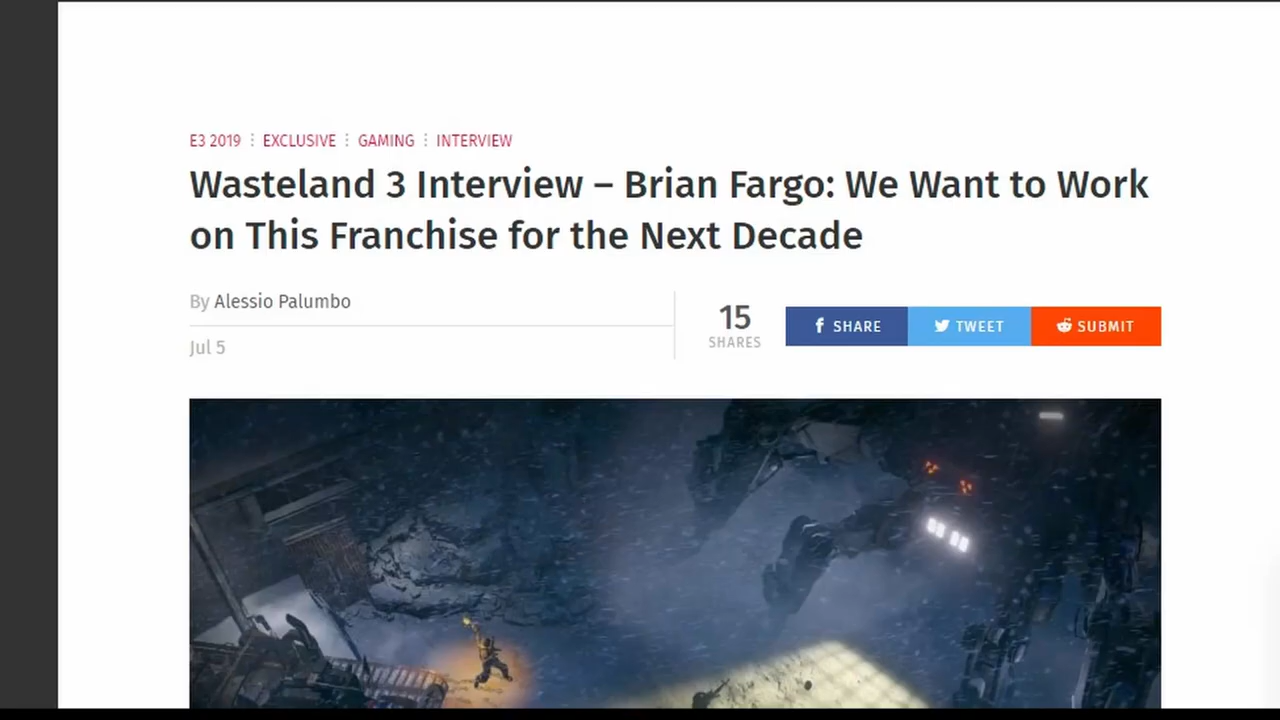 E3 2019 ⋮ EXCLUSIVE ⋮ GAMING ⋮ INTERVIEW
Wasteland 3 Interview – Brian Fargo: We Want to Work
on This Franchise for the Next Decade
By Alessio Palumbo
Jul 5
15
SHARES
SHARE
TWEET
SUBMIT